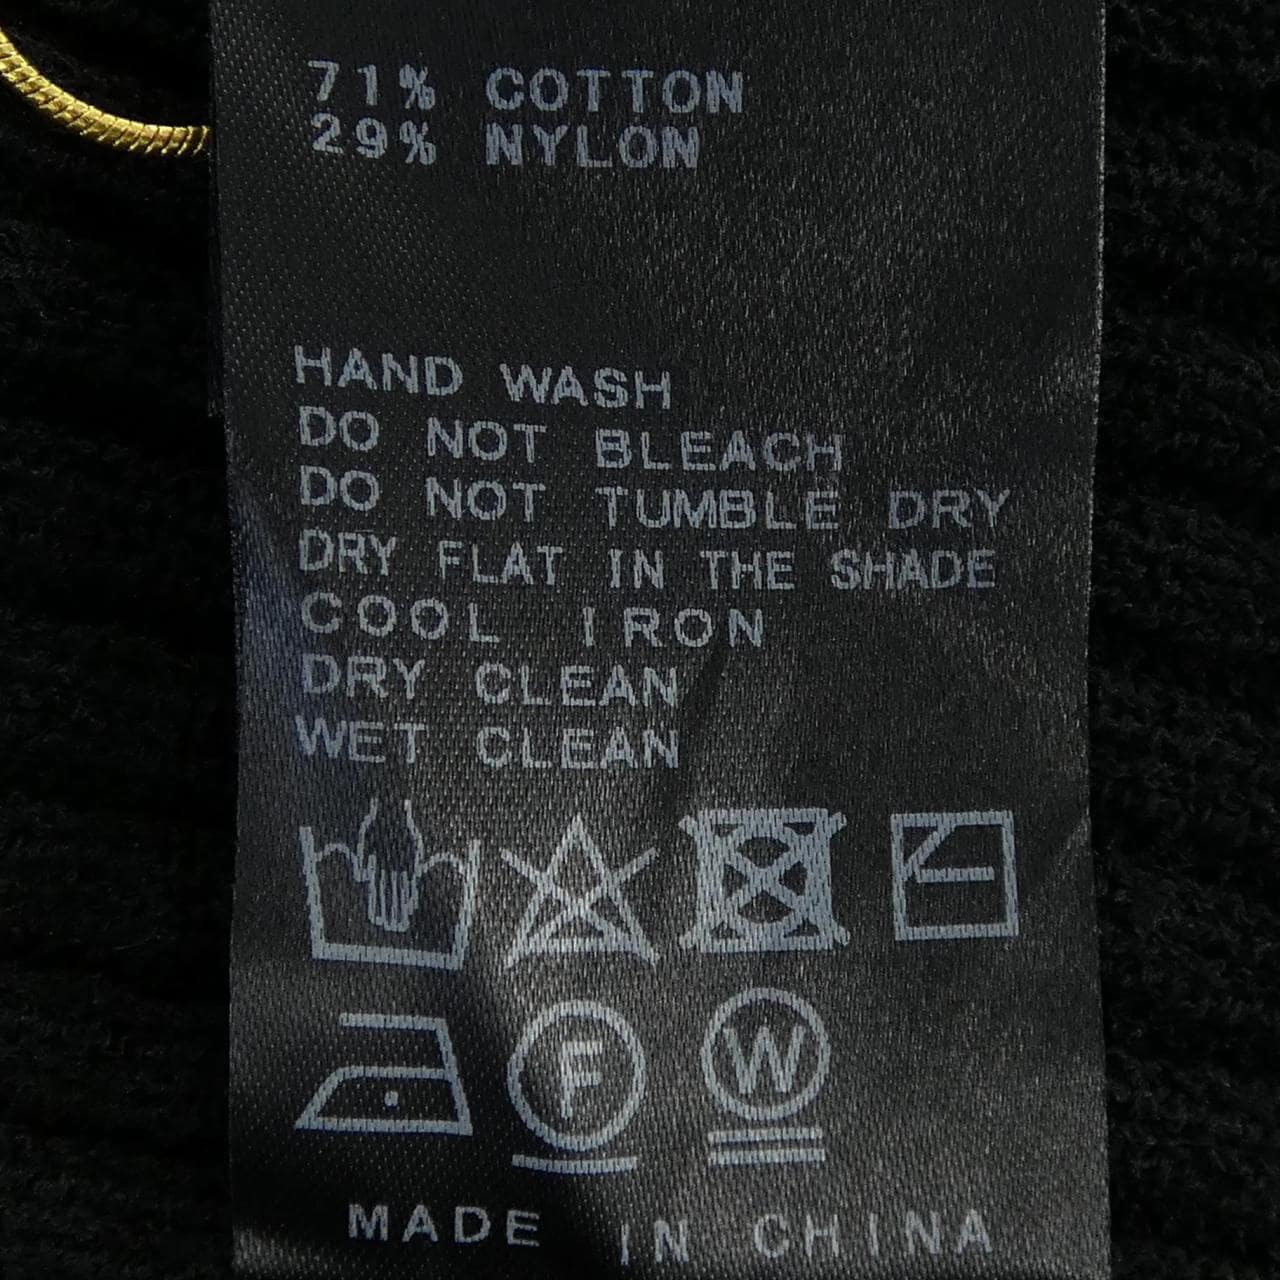 71% COTTON
29% NYLON
HAND WASH
DO NOT BLEACH
DO NOT TUMBLE DRY
DRY FLAT IN THE SHADE
COOL IRON
DRY CLEAN
WET CLEAN
F W
MADE IN CHINA